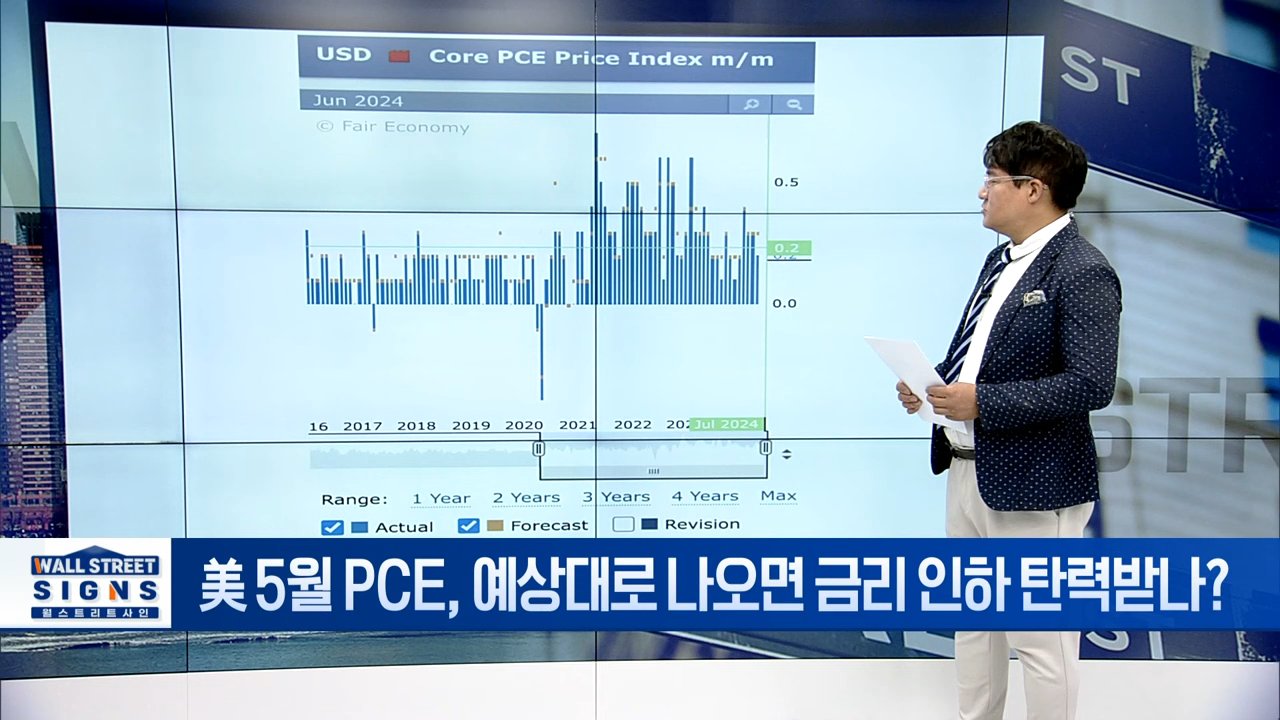 USD Core PCE Price Index m/m
Jun 2024
© Fair Economy
0.5
0.2
0.0
16 2017 2018 2019 2020 2021 2022 Jul 2024
Range: 1 Year 2 Years 3 Years 4 Years Max
Actual Forecast Revision
ST
STR
WALL STREET
SIGNS
월스트리트사인
美 5월 PCE, 예상대로 나오면 금리 인하 탄력받나?